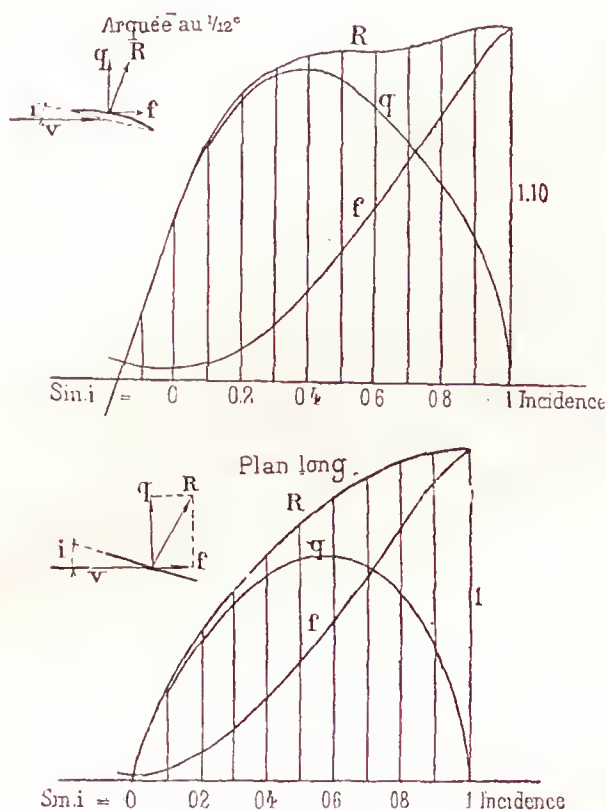 Arquée au 1/12e
q R
f
i
v
R
q
f
1.10
Sin.i = 0 0.2 0.4 0.6 0.8 1 Incidence
Plan long.
q R
i
f
v
R
q
f
1
Sin.i = 0 0.2 0.4 0.6 0.8 1 Incidence